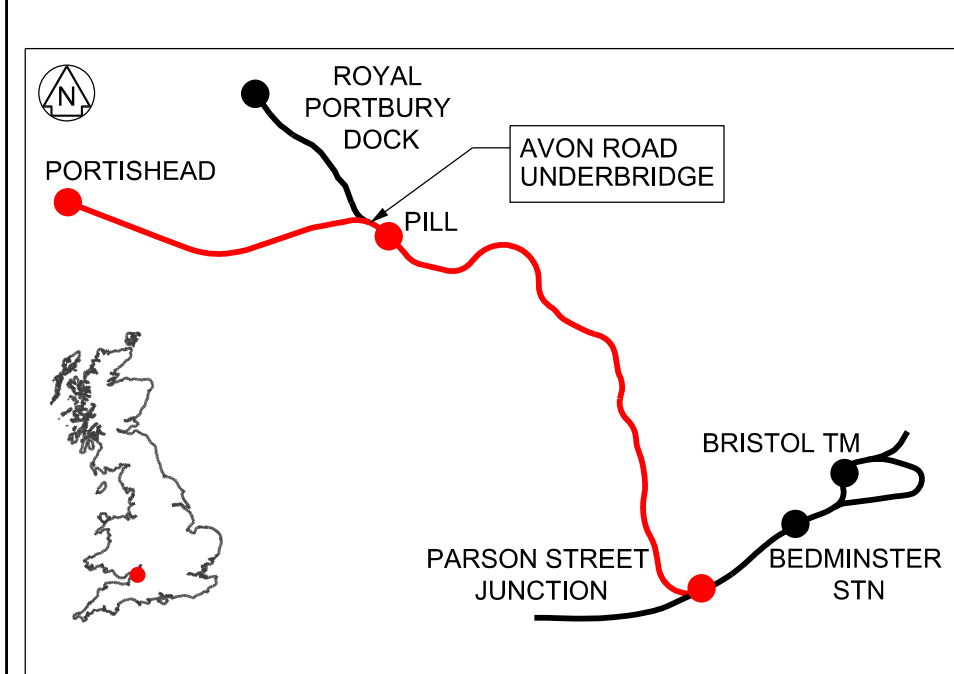 N
ROYAL
PORTBURY
DOCK
AVON ROAD
UNDERBRIDGE
PORTISHEAD
PILL
BRISTOL TM
PARSON STREET
JUNCTION
BEDMINSTER
STN